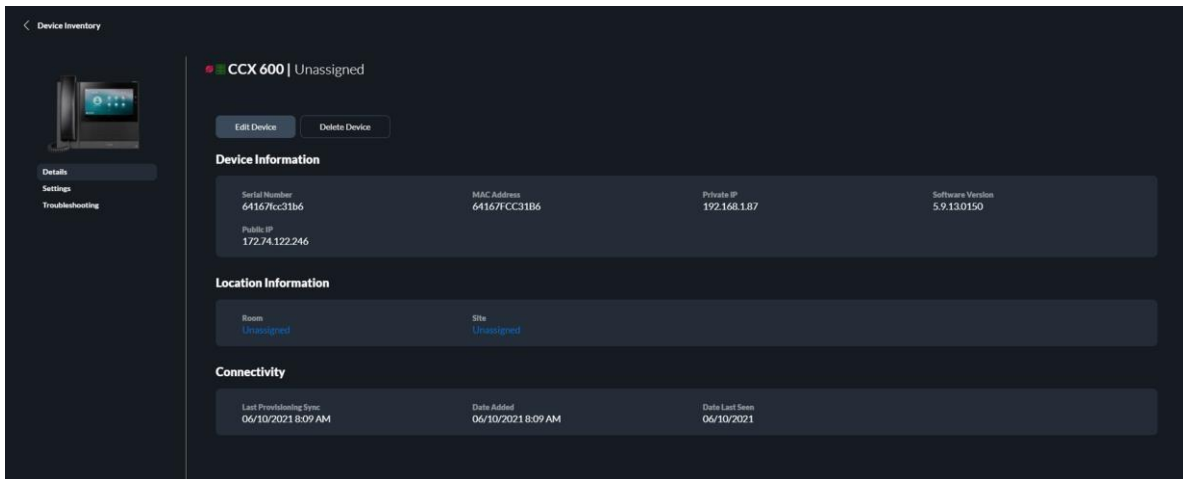 Device Inventory
CCX 600 | Unassigned
Edit Device
Delete Device
Details
Settings
Troubleshooting
Device Information
Serial Number
64167fcc31b6
MAC Address
64167FCC31B6
Private IP
192.168.1.87
Software Version
5.9.13.0150
Public IP
172.74.122.246
Location Information
Room
Unassigned
Site
Unassigned
Connectivity
Last Provisioning Sync
06/10/2021 8:09 AM
Date Added
06/10/2021 8:09 AM
Date Last Seen
06/10/2021